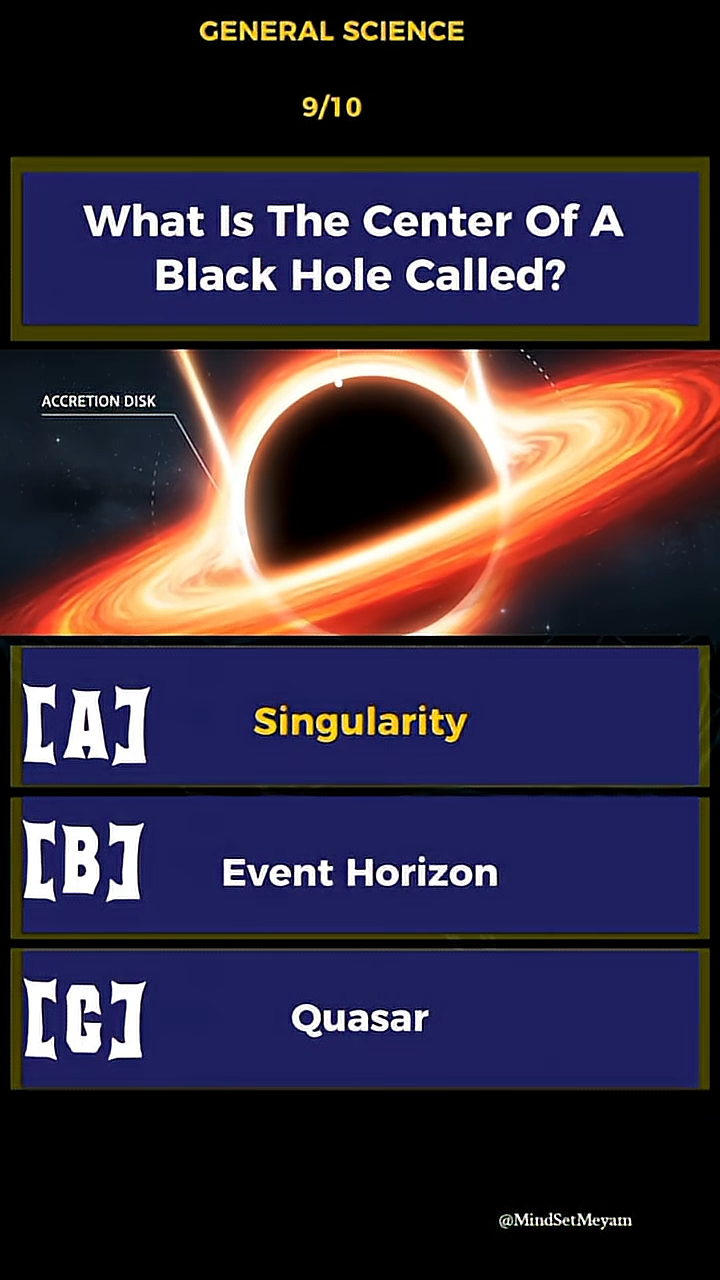 GENERAL SCIENCE
9/10
What Is The Center Of A
Black Hole Called?
ACCRETION DISK
[A] Singularity
[B] Event Horizon
[C] Quasar
@MindSetMeyam